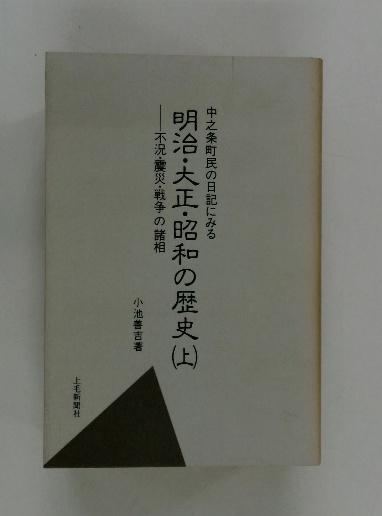 中之条町民の日記にみる
明治・大正・昭和の歴史(上)
——不況・震災・戦争の諸相
小池善吉著
上毛新聞社